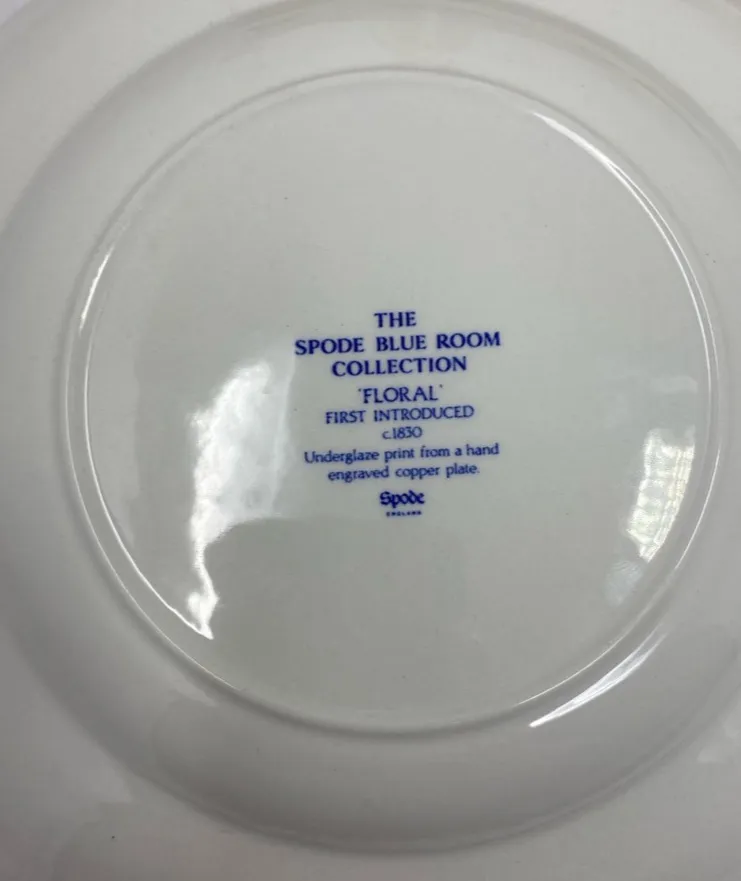 THE
SPODE BLUE ROOM
COLLECTION
'FLORAL'
FIRST INTRODUCED
c.1830
Underglaze print from a hand
engraved copper plate.
Spode
ENGLAND